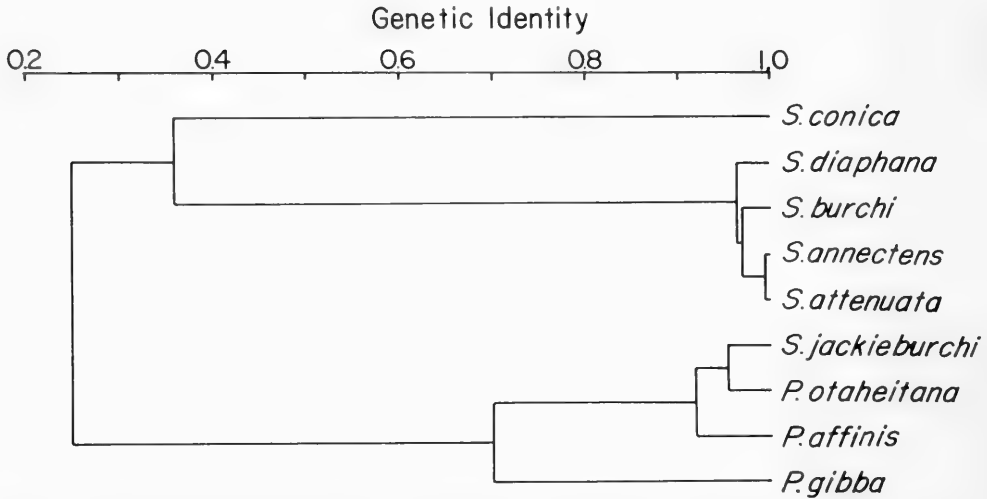 Genetic Identity
0.2 0.4 0.6 0.8 1.0
S. conica
S. diaphana
S. burchi
S. annectens
S. attenuata
S. jackieburchi
P. otaheitana
P. affinis
P. gibba